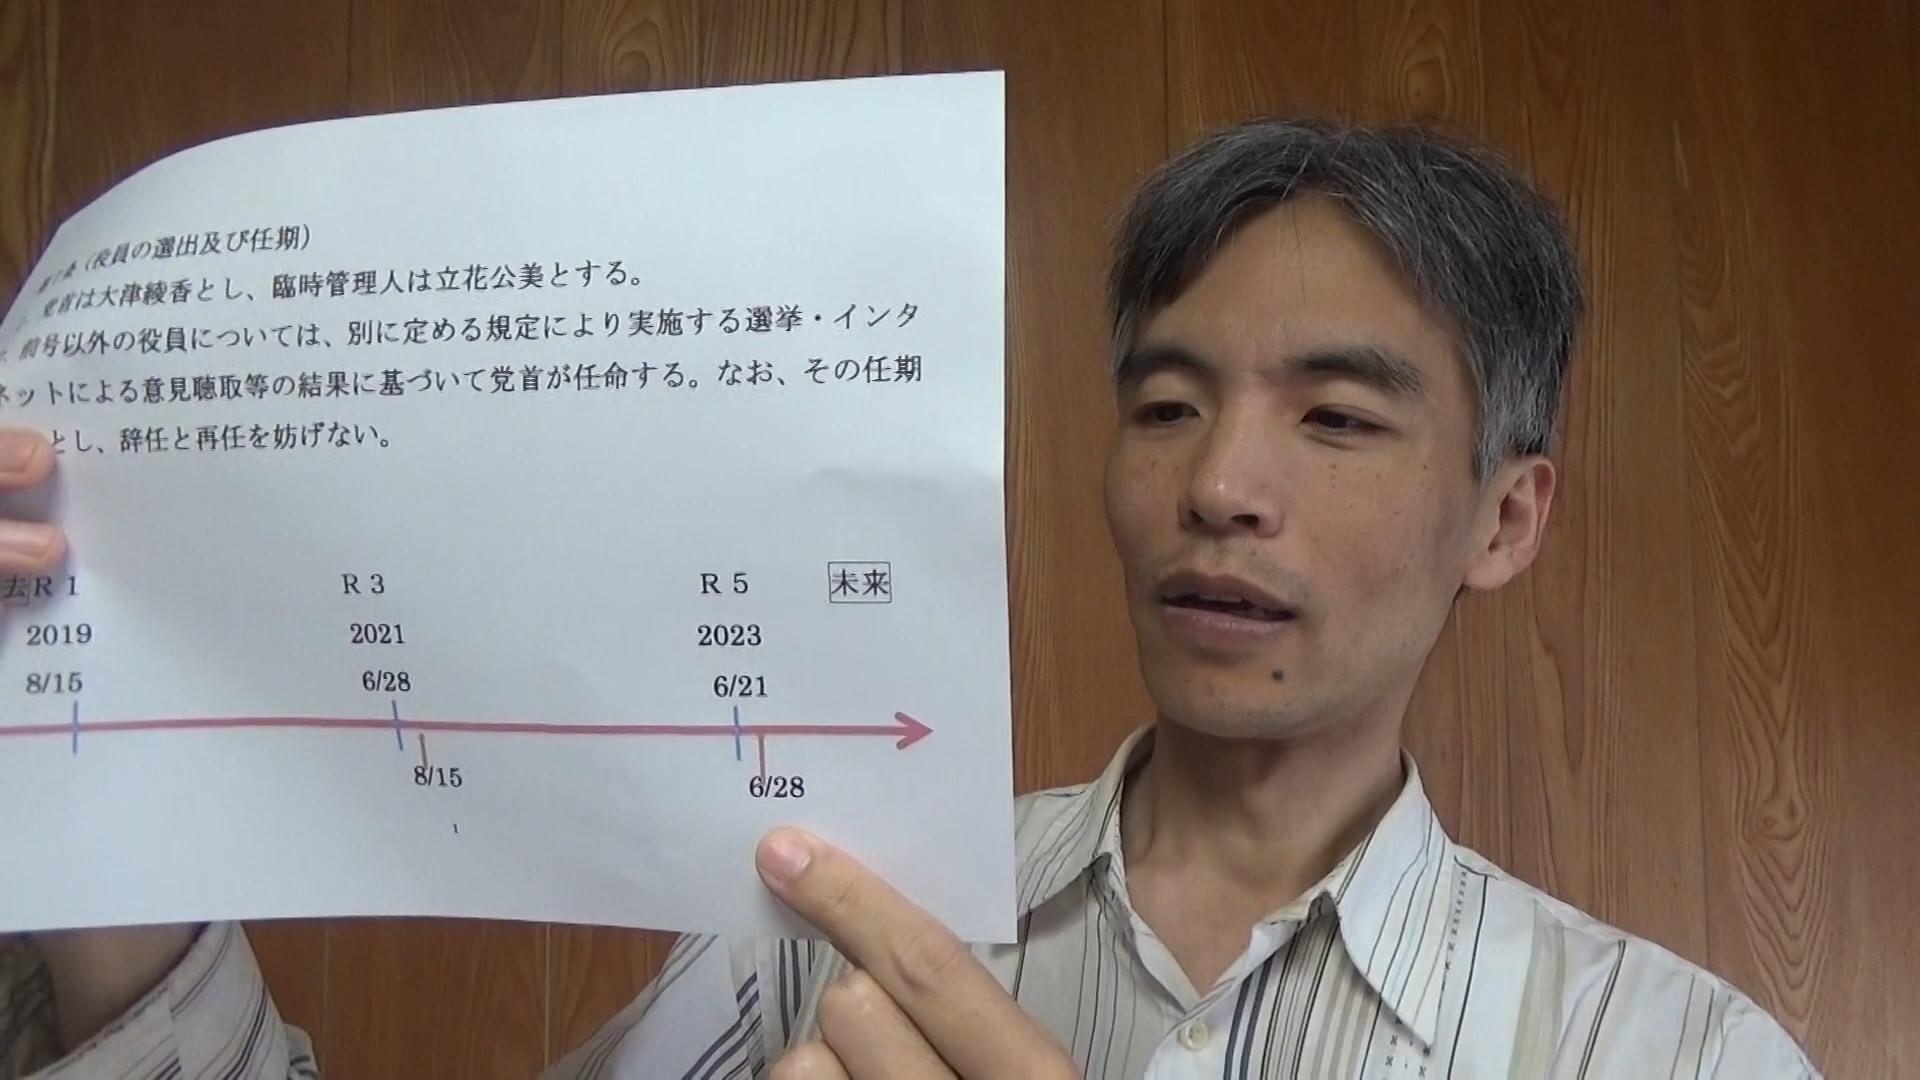 （役員の選出及び任期）
党首は大津綾香とし、臨時管理人は立花公美とする。
前号以外の役員については、別に定める規定により実施する選挙・インタ
ネットによる意見聴取等の結果に基づいて党首が任命する。なお、その任期
とし、辞任と再任を妨げない。
去 R 1 R 3 R 5 未来
2019 2021 2023
8/15 6/28 6/21
8/15 6/28
1